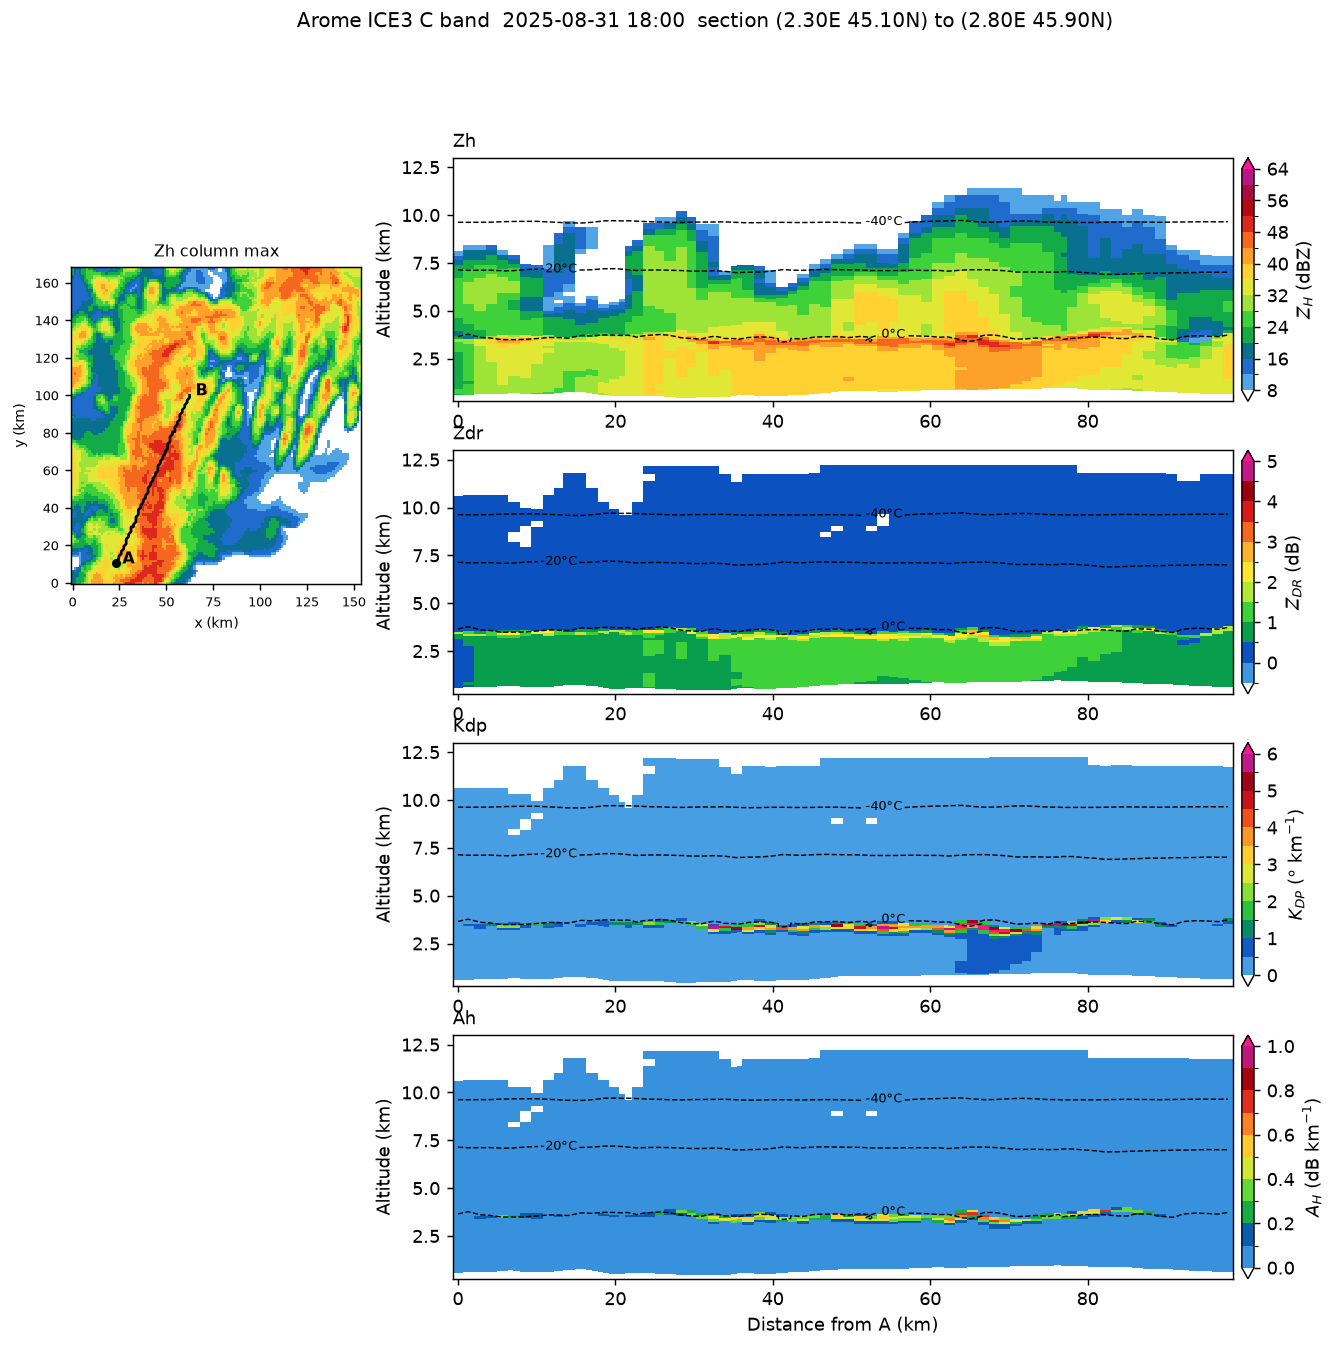 Arome ICE3 C band  2025-08-31 18:00  section (2.30E 45.10N) to (2.80E 45.90N)
Zh column max
160
140
120
100
80
60
40
20
0
y (km)
B
A
0 25 50 75 100 125 150
x (km)
Zh
12.5
10.0
7.5
5.0
2.5
Altitude (km)
-40°C
-20°C
0°C
0 20 40 60 80
64
56
48
40
32
24
16
8
Z_H (dBZ)
Zdr
12.5
10.0
7.5
5.0
2.5
Altitude (km)
-40°C
-20°C
0°C
0 20 40 60 80
5
4
3
2
1
0
Z_DR (dB)
Kdp
12.5
10.0
7.5
5.0
2.5
Altitude (km)
-40°C
-20°C
0°C
0 20 40 60 80
6
5
4
3
2
1
0
K_DP (° km⁻¹)
Ah
12.5
10.0
7.5
5.0
2.5
Altitude (km)
-40°C
-20°C
0°C
0 20 40 60 80
Distance from A (km)
1.0
0.8
0.6
0.4
0.2
0.0
A_H (dB km⁻¹)